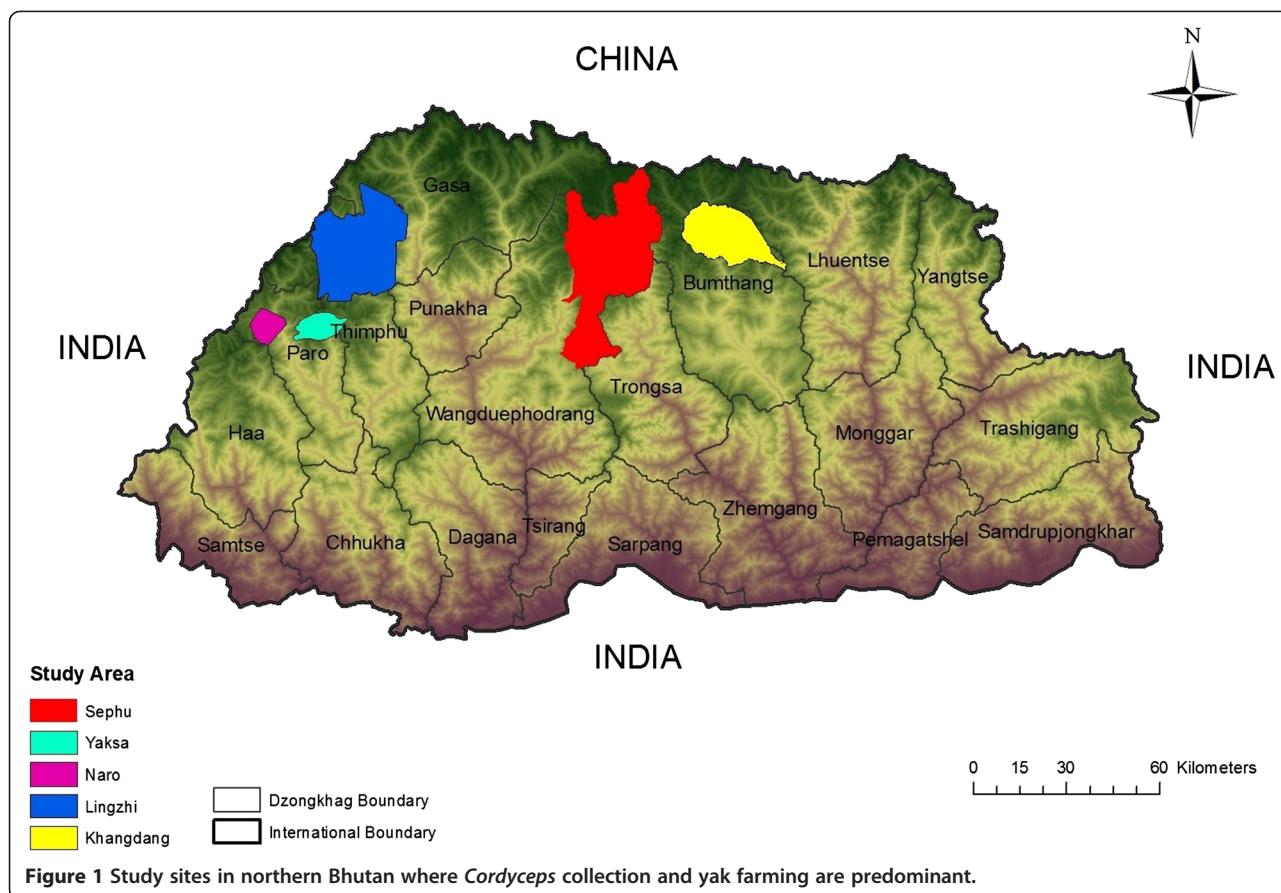 CHINA
N
Gasa
Lhuentse
Yangtse
Bumthang
Punakha
Thimphu
Paro
INDIA
INDIA
Trongsa
Wangduephodrang
Haa
Monggar
Trashigang
Zhemgang
Tsirang
Dagana
Chhukha
Samtse
Sarpang
Pemagatshel
Samdrupjongkhar
INDIA
Study Area
Sephu
Yaksa
Naro
Lingzhi
Khangdang
Dzongkhag Boundary
International Boundary
0 15 30 60 Kilometers
Figure 1 Study sites in northern Bhutan where Cordyceps collection and yak farming are predominant.